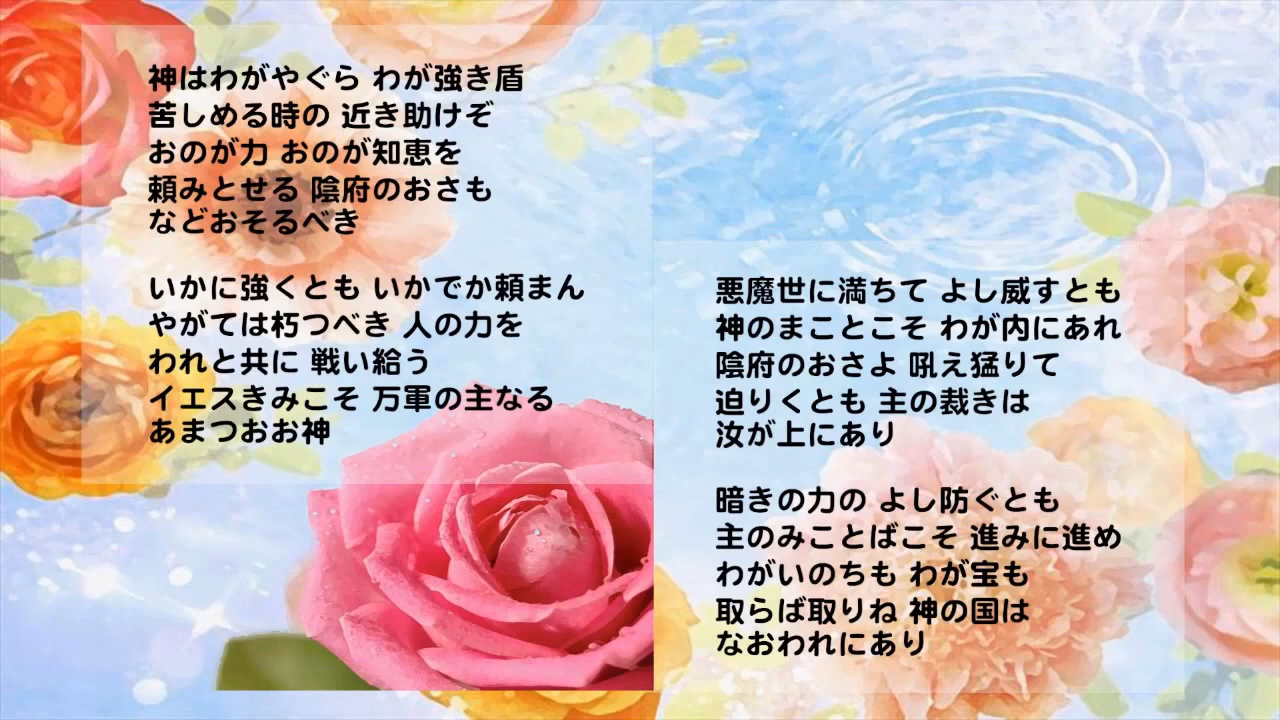 神はわがやぐら わが強き盾
苦しめる時の 近き助けぞ
おのが力 おのが知恵を
頼みとせる 陰府のおさも
などおそるべき
いかに強くとも いかでか頼まん
やがては朽つべき 人の力を
われと共に 戦い給う
イエスきみこそ 万軍の主なる
あまつおお神
悪魔世に満ちて よし威すとも
神のまことこそ わが内にあれ
陰府のおさよ 吼え猛りて
迫りくとも 主の裁きは
汝が上にあり
暗きの力の よし防ぐとも
主のみことばこそ 進みに進め
わがいのちも わが宝も
取らば取りね 神の国は
なおわれにあり